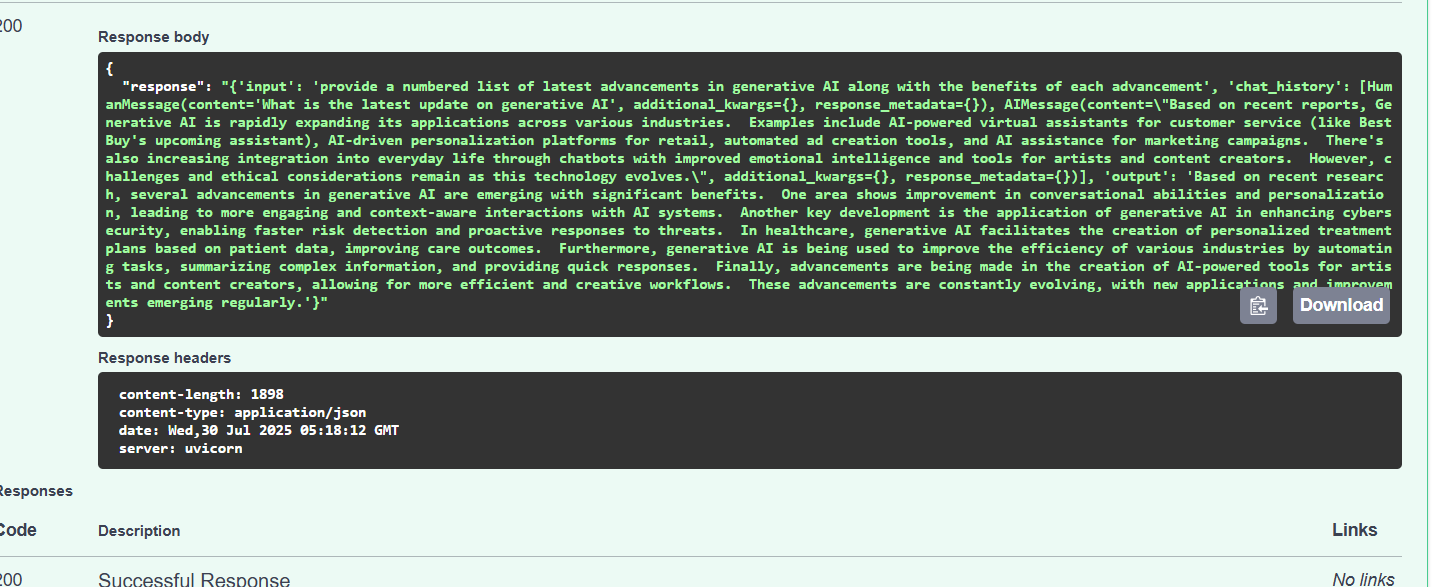 200
Response body
{
"response": "{'input': 'provide a numbered list of latest advancements in generative AI along with the benefits of each advancement', 'chat_history': [Hum
anMessage(content='What is the latest update on generative AI', additional_kwargs={}, response_metadata={}), AIMessage(content=\"Based on recent reports, Ge
nerative AI is rapidly expanding its applications across various industries.  Examples include AI-powered virtual assistants for customer service (like Best
Buy's upcoming assistant), AI-driven personalization platforms for retail, automated ad creation tools, and AI assistance for marketing campaigns.  There's
also increasing integration into everyday life through chatbots with improved emotional intelligence and tools for artists and content creators.  However, c
hallenges and ethical considerations remain as this technology evolves.\", additional_kwargs={}, response_metadata={})], 'output': 'Based on recent researc
h, several advancements in generative AI are emerging with significant benefits.  One area shows improvement in conversational abilities and personalizatio
n, leading to more engaging and context-aware interactions with AI systems.  Another key development is the application of generative AI in enhancing cybers
ecurity, enabling faster risk detection and proactive responses to threats.  In healthcare, generative AI facilitates the creation of personalized treatment
plans based on patient data, improving care outcomes.  Furthermore, generative AI is being used to improve the efficiency of various industries by automatin
g tasks, summarizing complex information, and providing quick responses.  Finally, advancements are being made in the creation of AI-powered tools for artis
ts and content creators, allowing for more efficient and creative workflows.  These advancements are constantly evolving, with new applications and improvem
ents emerging regularly.'}"
}
Download
Response headers
content-length: 1898
content-type: application/json
date: Wed,30 Jul 2025 05:18:12 GMT
server: uvicorn
Responses
Code Description Links
200 Successful Response No links